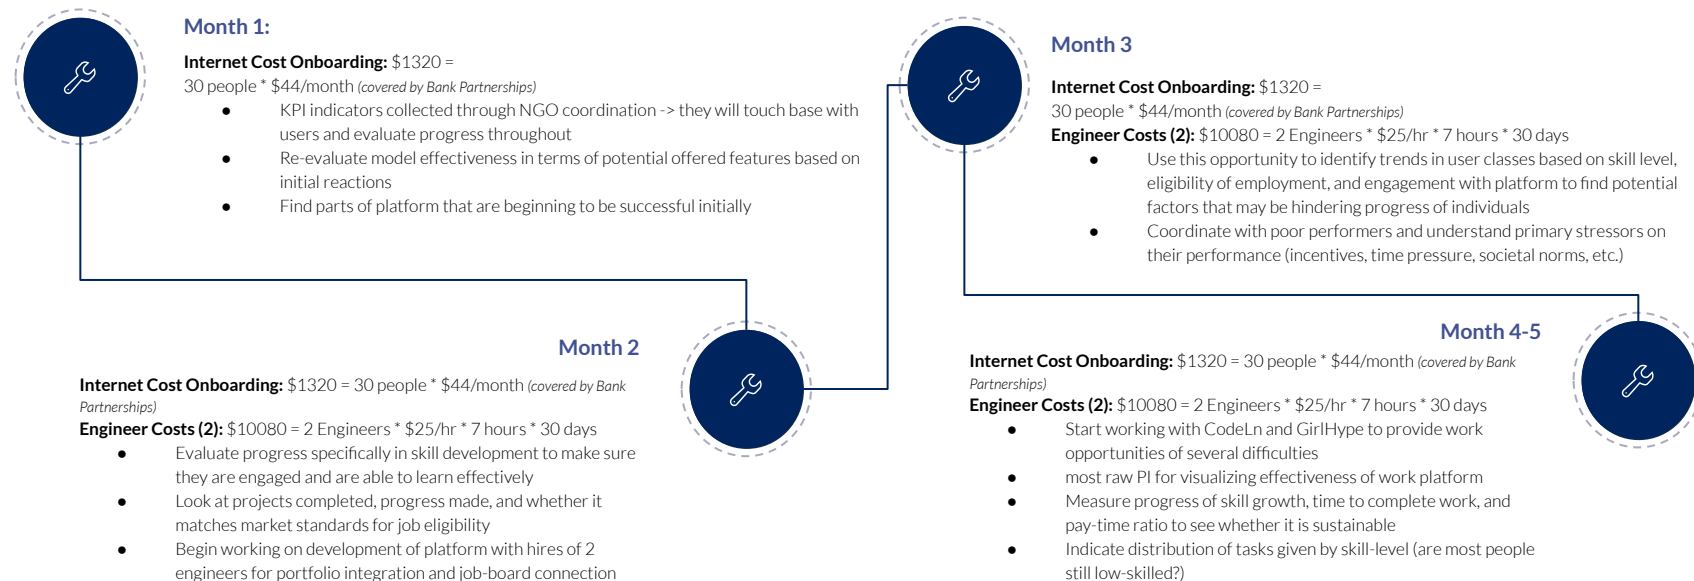 Month 1:
Internet Cost Onboarding: $1320 =
30 people * $44/month (covered by Bank Partnerships)
● KPI indicators collected through NGO coordination -> they will touch base with
users and evaluate progress throughout
● Re-evaluate model effectiveness in terms of potential offered features based on
initial reactions
● Find parts of platform that are beginning to be successful initially
Month 2
Internet Cost Onboarding: $1320 = 30 people * $44/month (covered by Bank
Partnerships)
Engineer Costs (2): $10080 = 2 Engineers * $25/hr * 7 hours * 30 days
● Evaluate progress specifically in skill development to make sure
they are engaged and are able to learn effectively
● Look at projects completed, progress made, and whether it
matches market standards for job eligibility
● Begin working on development of platform with hires of 2
engineers for portfolio integration and job-board connection
Month 3
Internet Cost Onboarding: $1320 =
30 people * $44/month (covered by Bank Partnerships)
Engineer Costs (2): $10080 = 2 Engineers * $25/hr * 7 hours * 30 days
● Use this opportunity to identify trends in user classes based on skill level,
eligibility of employment, and engagement with platform to find potential
factors that may be hindering progress of individuals
● Coordinate with poor performers and understand primary stressors on
their performance (incentives, time pressure, societal norms, etc.)
Month 4-5
Internet Cost Onboarding: $1320 = 30 people * $44/month (covered by Bank
Partnerships)
Engineer Costs (2): $10080 = 2 Engineers * $25/hr * 7 hours * 30 days
● Start working with CodeLn and GirlHype to provide work
opportunities of several difficulties
● most raw PI for visualizing effectiveness of work platform
● Measure progress of skill growth, time to complete work, and
pay-time ratio to see whether it is sustainable
● Indicate distribution of tasks given by skill-level (are most people
still low-skilled?)